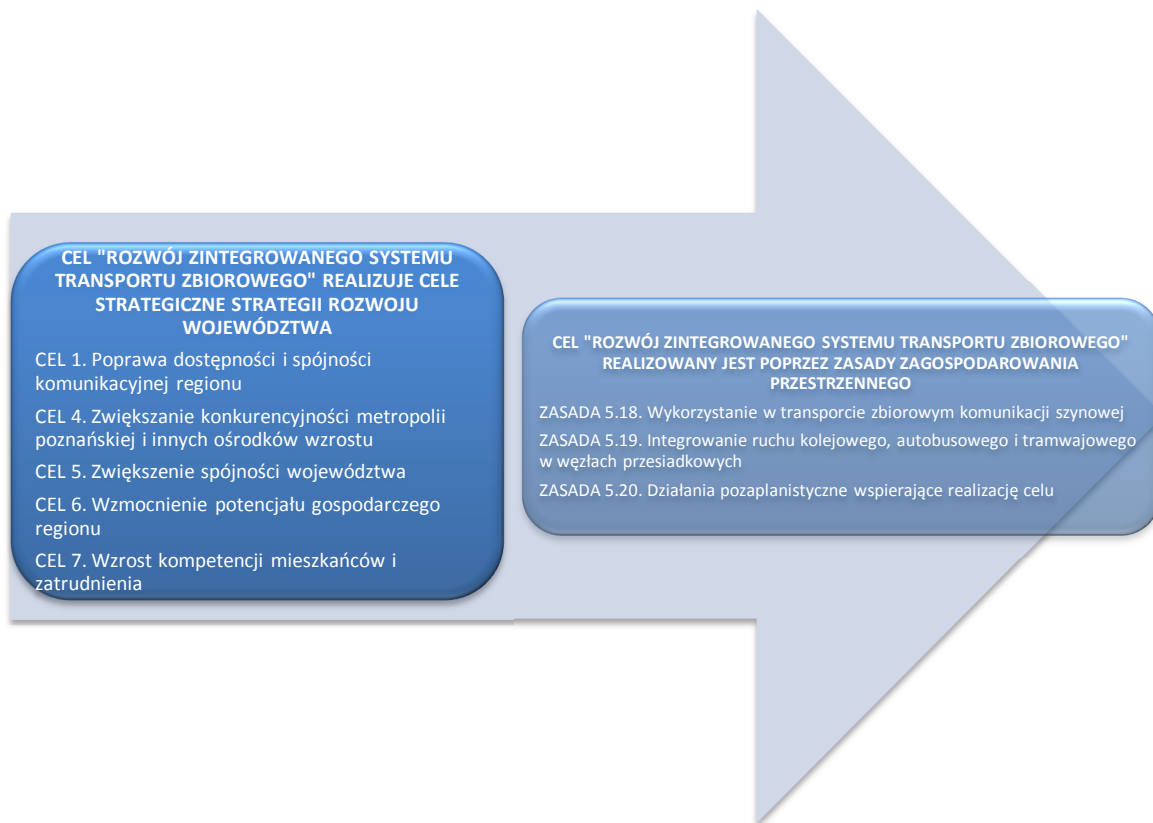 CEL "ROZWÓJ ZINTEGROWANEGO SYSTEMU
TRANSPORTU ZBIOROWEGO" REALIZUJE CELE
STRATEGICZNE STRATEGII ROZWOJU
WOJEWÓDZTWA
CEL 1. Poprawa dostępności i spójności
komunikacyjnej regionu
CEL 4. Zwiększanie konkurencyjności metropolii
poznańskiej i innych ośrodków wzrostu
CEL 5. Zwiększenie spójności województwa
CEL 6. Wzmocnienie potencjału gospodarczego
regionu
CEL 7. Wzrost kompetencji mieszkańców i
zatrudnienia
CEL "ROZWÓJ ZINTEGROWANEGO SYSTEMU TRANSPORTU ZBIOROWEGO"
REALIZOWANY JEST POPRZEZ ZASADY ZAGOSPODAROWANIA
PRZESTRZENNEGO
ZASADA 5.18. Wykorzystanie w transporcie zbiorowym komunikacji szynowej
ZASADA 5.19. Integrowanie ruchu kolejowego, autobusowego i tramwajowego
w węzłach przesiadkowych
ZASADA 5.20. Działania pozaplanistyczne wspierające realizację celu